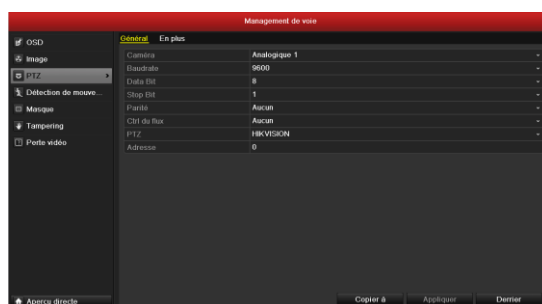 Management de voie
OSD
Image
PTZ
Détection de mouve...
Masque
Tampering
Perte vidéo
Aperçu directe
Général En plus
Caméra Analogique 1
Baudrate 9600
Data Bit 8
Stop Bit 1
Parité Aucun
Ctrl du flux Aucun
PTZ HIKVISION
Adresse 0
Copier á Appliquer Derrier